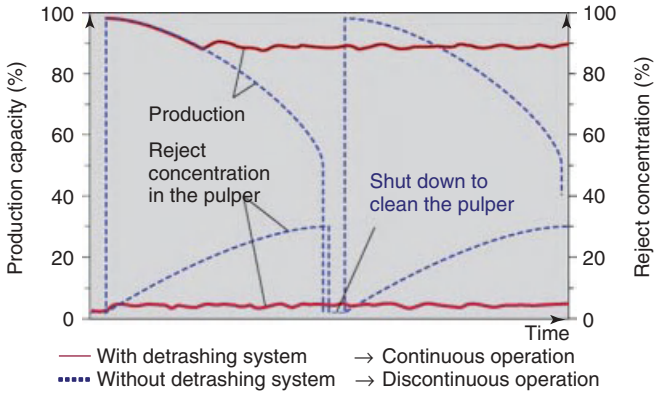 100
80
60
40
20
0
Production capacity (%)
Production
Reject
concentration
in the pulper
Shut down to
clean the pulper
100
80
60
40
20
0
Reject concentration (%)
Time
With detrashing system → Continuous operation
Without detrashing system → Discontinuous operation